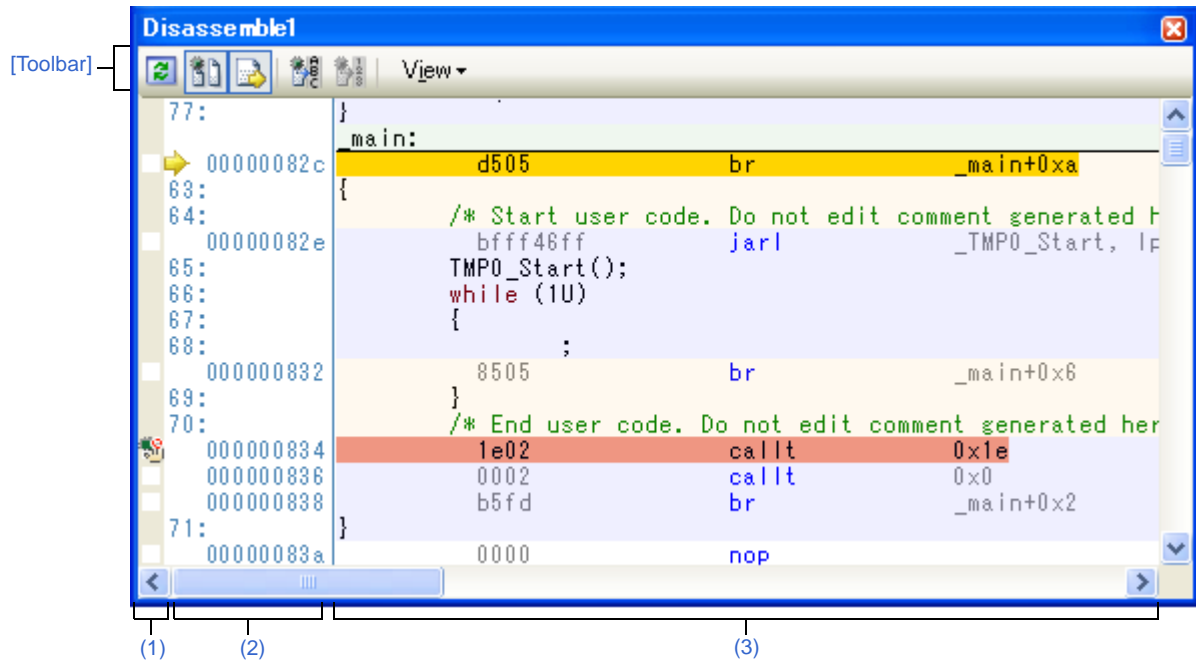 Disassemble1
[Toolbar]
View
77: }
_main:
00000082c d505 br _main+0xa
63: {
64: /* Start user code. Do not edit comment generated
00000082e bfff46ff jarl _TMP0_Start,
65: TMP0_Start();
66: while (1U)
67: {
68: ;
000000832 8505 br _main+0x6
69: }
70: /* End user code. Do not edit comment generated her
000000834 1e02 callt 0x1e
000000836 0002 callt 0x0
000000838 b5fd br _main+0x2
71: }
00000083a 0000 nop
(1) (2) (3)